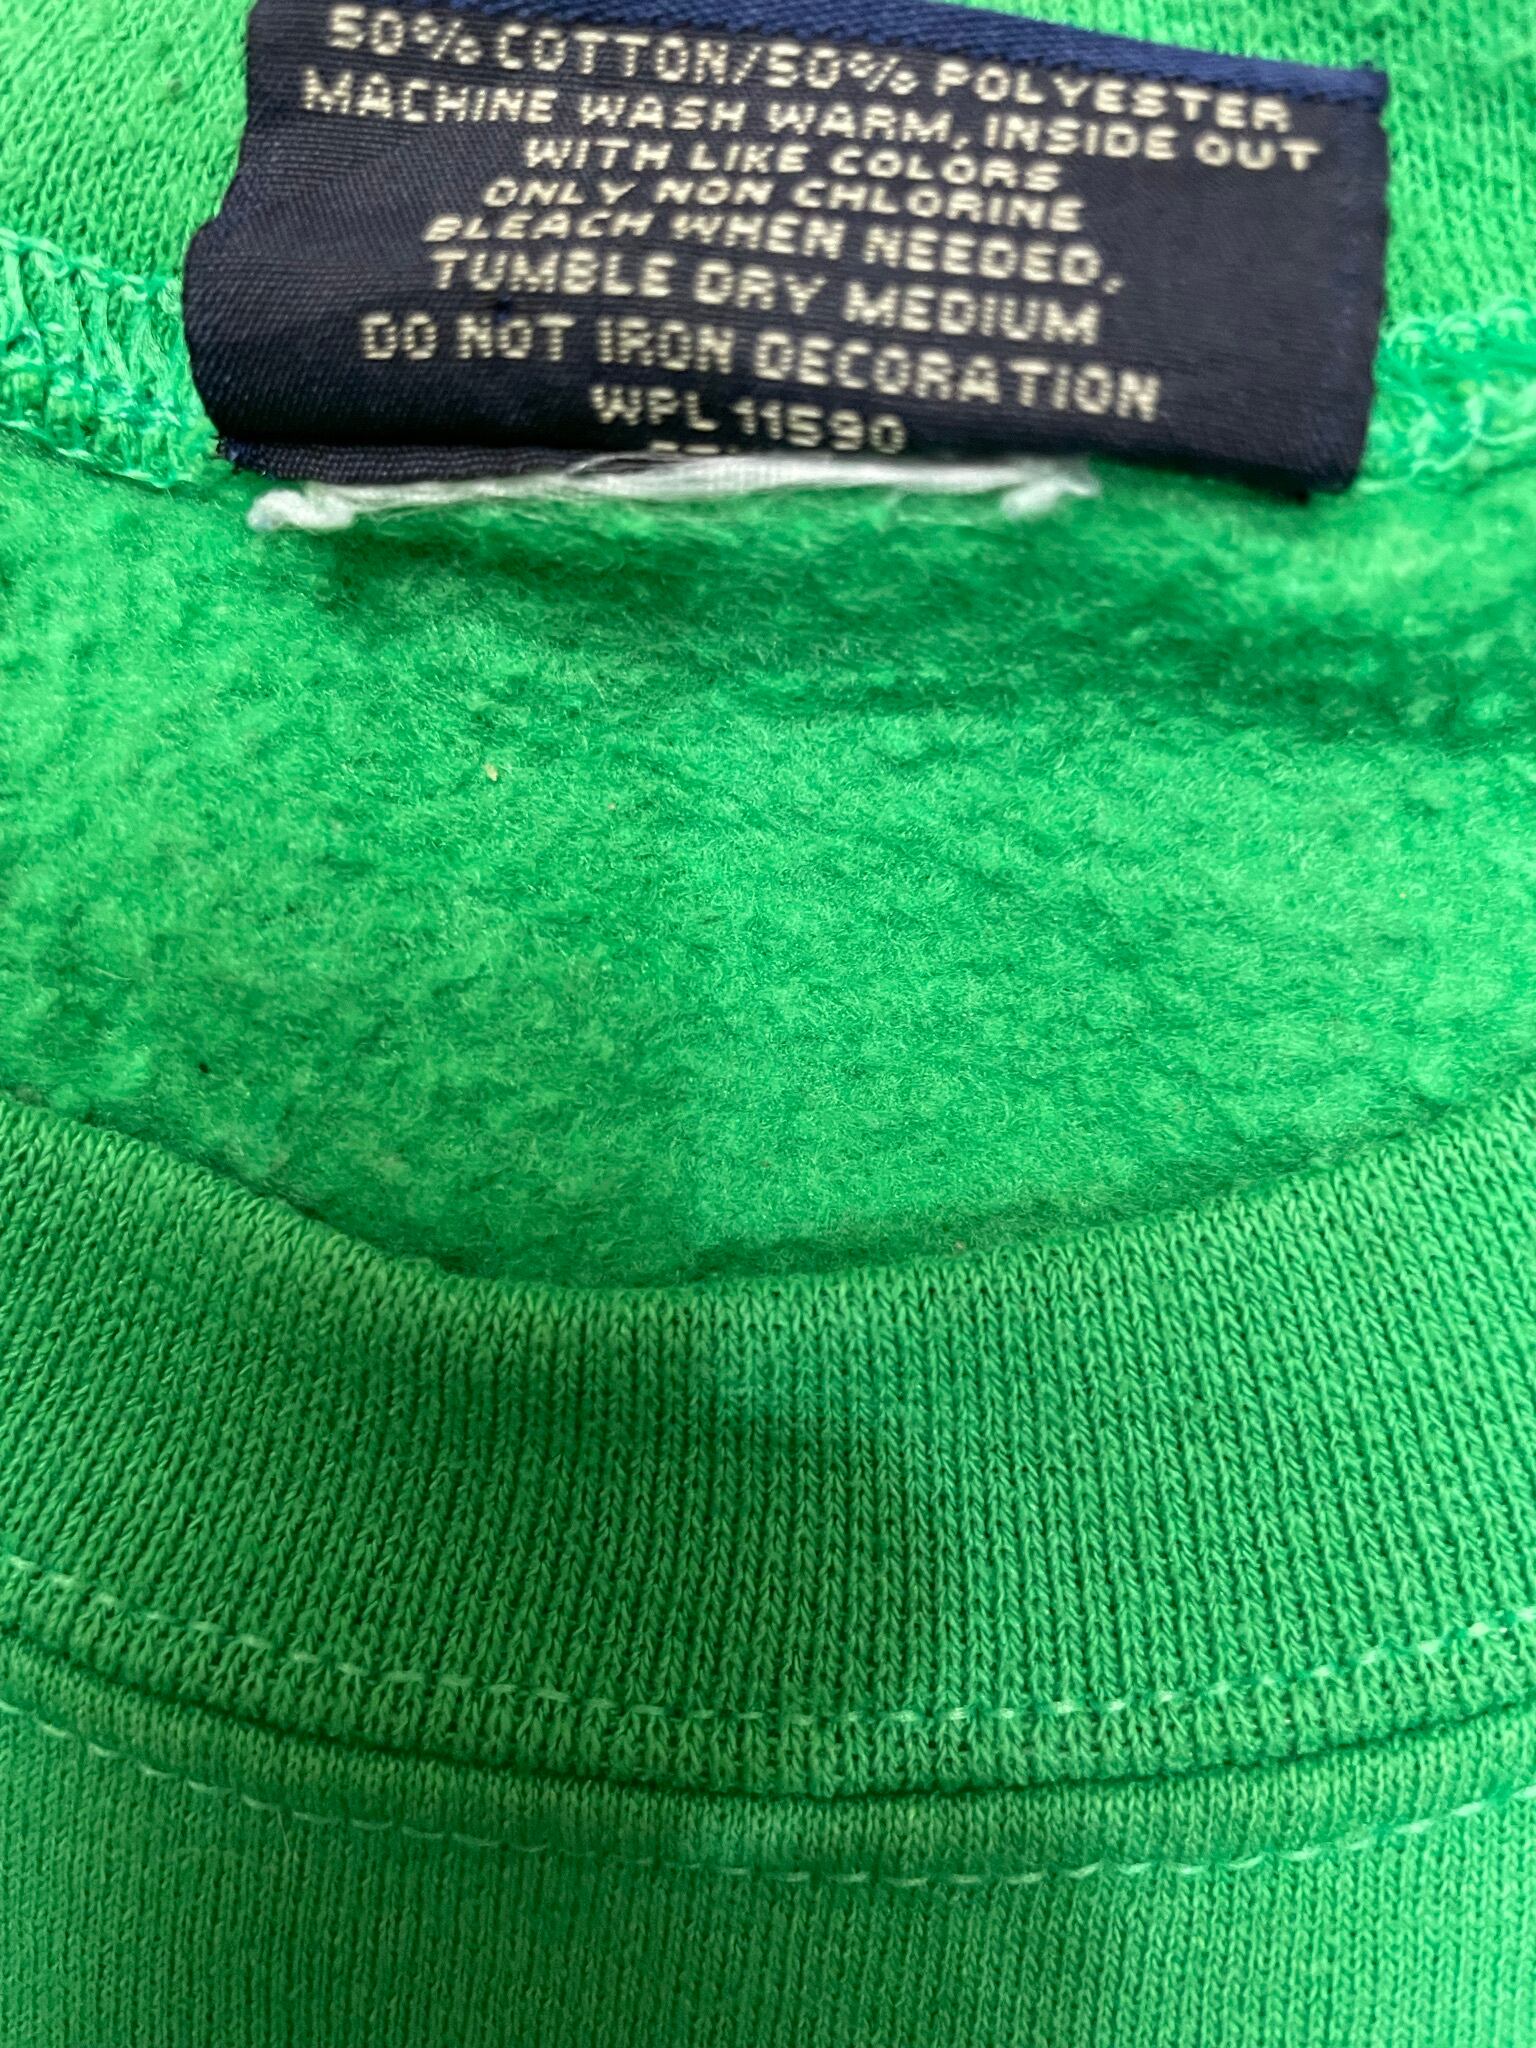 50% COTTON/50% POLYESTER
MACHINE WASH WARM, INSIDE OUT
WITH LIKE COLORS
ONLY NON CHLORINE
BLEACH WHEN NEEDED.
TUMBLE DRY MEDIUM
DO NOT IRON DECORATION
WPL 11590